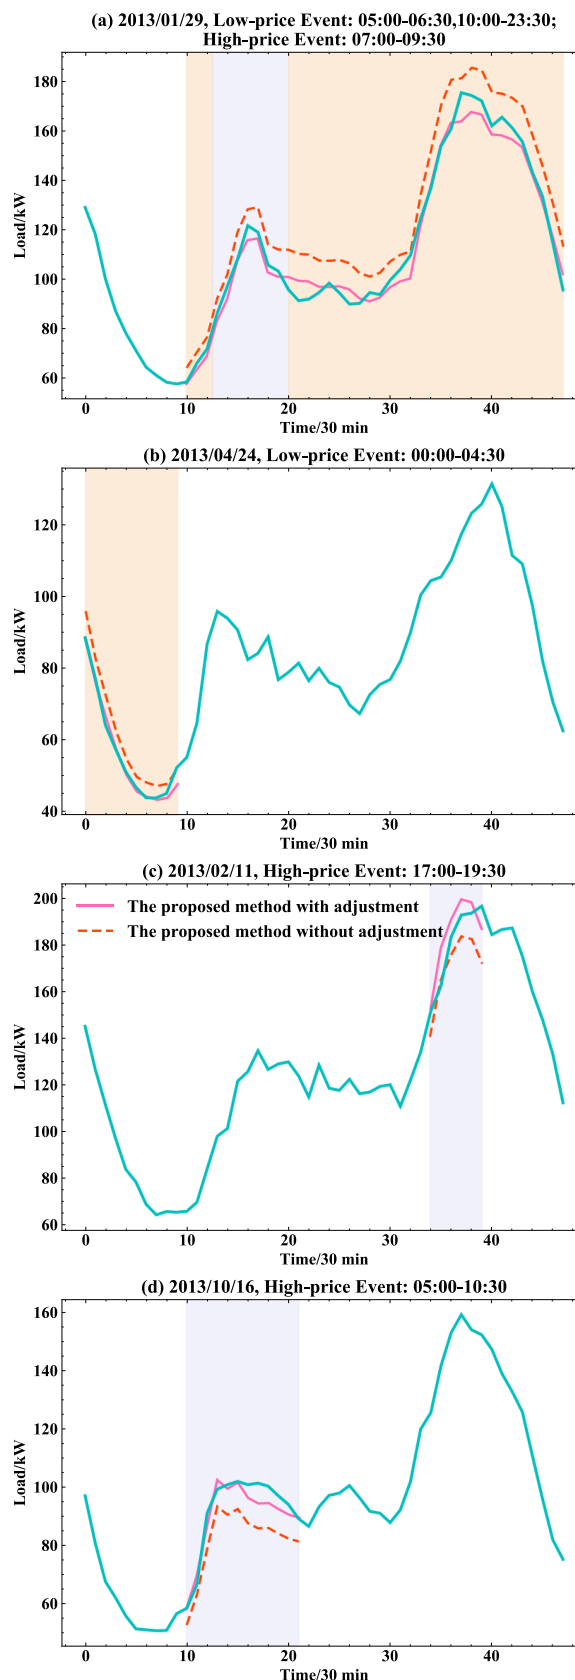 (a) 2013/01/29, Low-price Event: 05:00-06:30,10:00-23:30;
High-price Event: 07:00-09:30
180
160
140
120
100
80
60
Load/kW
0 10 20 30 40
Time/30 min
(b) 2013/04/24, Low-price Event: 00:00-04:30
120
100
80
60
40
Load/kW
0 10 20 30 40
Time/30 min
(c) 2013/02/11, High-price Event: 17:00-19:30
200
180
160
140
120
100
80
60
Load/kW
The proposed method with adjustment
The proposed method without adjustment
0 10 20 30 40
Time/30 min
(d) 2013/10/16, High-price Event: 05:00-10:30
160
140
120
100
80
60
Load/kW
0 10 20 30 40
Time/30 min